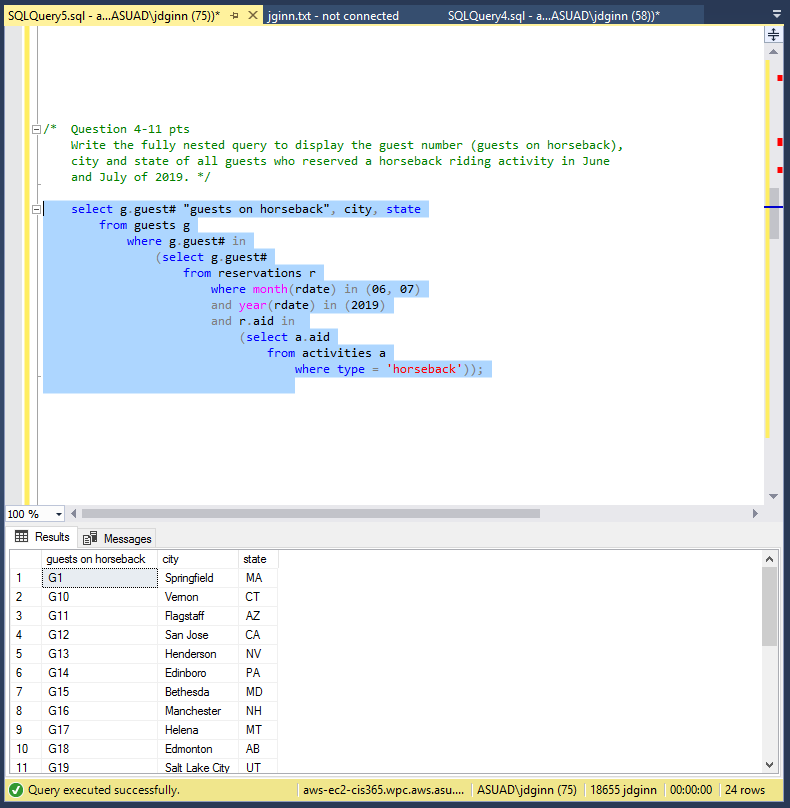 SQLQuery5.sql - a...ASUAD\jdginn (75))* jginn.txt - not connected SQLQuery4.sql - a...ASUAD\jdginn (58))*
/* Question 4-11 pts
Write the fully nested query to display the guest number (guests on horseback),
city and state of all guests who reserved a horseback riding activity in June
and July of 2019. */
select g.guest# "guests on horseback", city, state
from guests g
where g.guest# in
(select g.guest#
from reservations r
where month(rdate) in (06, 07)
and year(rdate) in (2019)
and r.aid in
(select a.aid
from activities a
where type = 'horseback'));
100 %
Results Messages
guests on horseback city state
1 G1 Springfield MA
2 G10 Vernon CT
3 G11 Flagstaff AZ
4 G12 San Jose CA
5 G13 Henderson NV
6 G14 Edinboro PA
7 G15 Bethesda MD
8 G16 Manchester NH
9 G17 Helena MT
10 G18 Edmonton AB
11 G19 Salt Lake City UT
Query executed successfully. aws-ec2-cis365.wpc.aws.asu.... ASUAD\jdginn (75) 18655 jdginn 00:00:00 24 rows